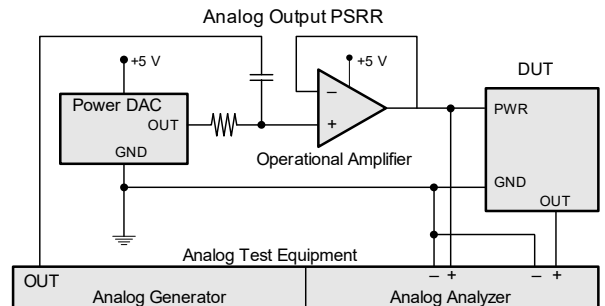 Analog Output PSRR
+5 V
+5 V
DUT
Power DAC
OUT
GND
–
+
Operational Amplifier
PWR
GND
OUT
Analog Test Equipment
– +
– +
OUT
Analog Generator
Analog Analyzer